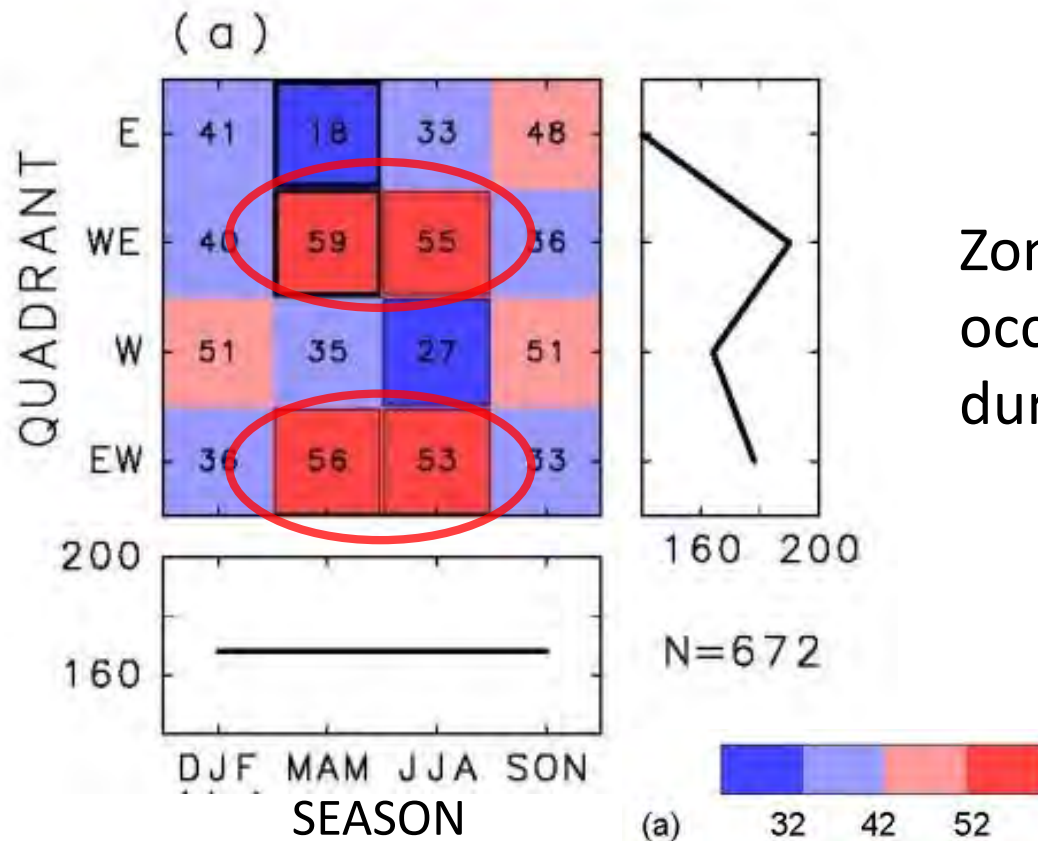 (a)
QUADRANT
E 41 18 33 48
WE 40 59 55 36
W 51 35 27 51
EW 36 56 53 33
160 200
200
160
N=672
DJF MAM JJA SON
SEASON
(a) 32 42 52